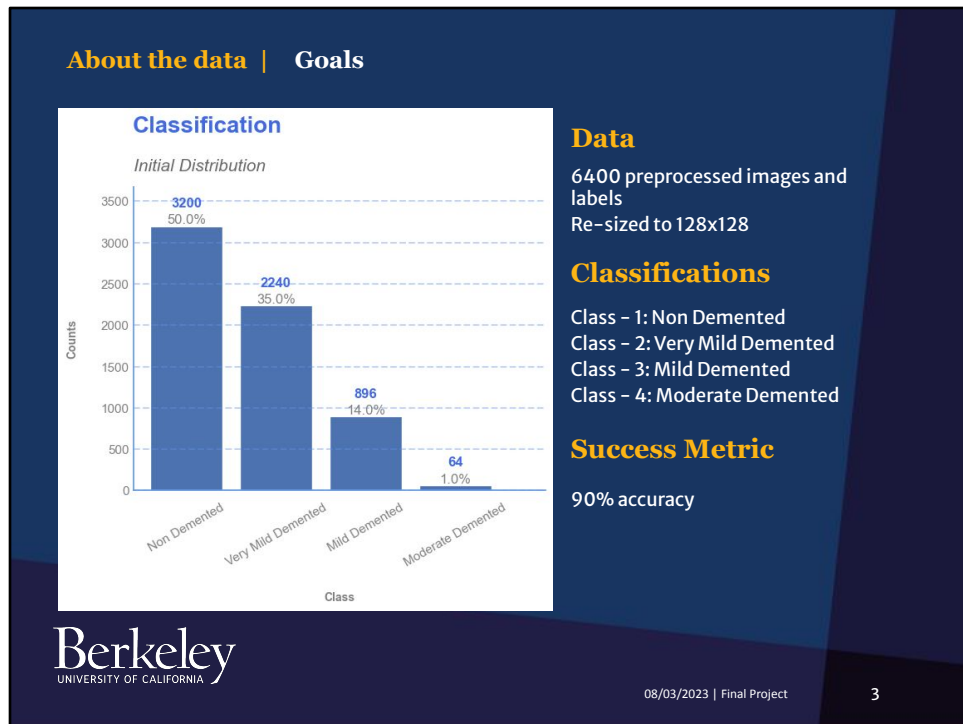 About the data | Goals
Classification
Initial Distribution
3500
3000
2500
2000
1500
1000
500
0
Counts
3200
50.0%
2240
35.0%
896
14.0%
64
1.0%
Non Demented
Very Mild Demented
Mild Demented
Moderate Demented
Class
Data
6400 preprocessed images and
labels
Re-sized to 128x128
Classifications
Class - 1: Non Demented
Class - 2: Very Mild Demented
Class - 3: Mild Demented
Class - 4: Moderate Demented
Success Metric
90% accuracy
Berkeley
UNIVERSITY OF CALIFORNIA
08/03/2023 | Final Project
3